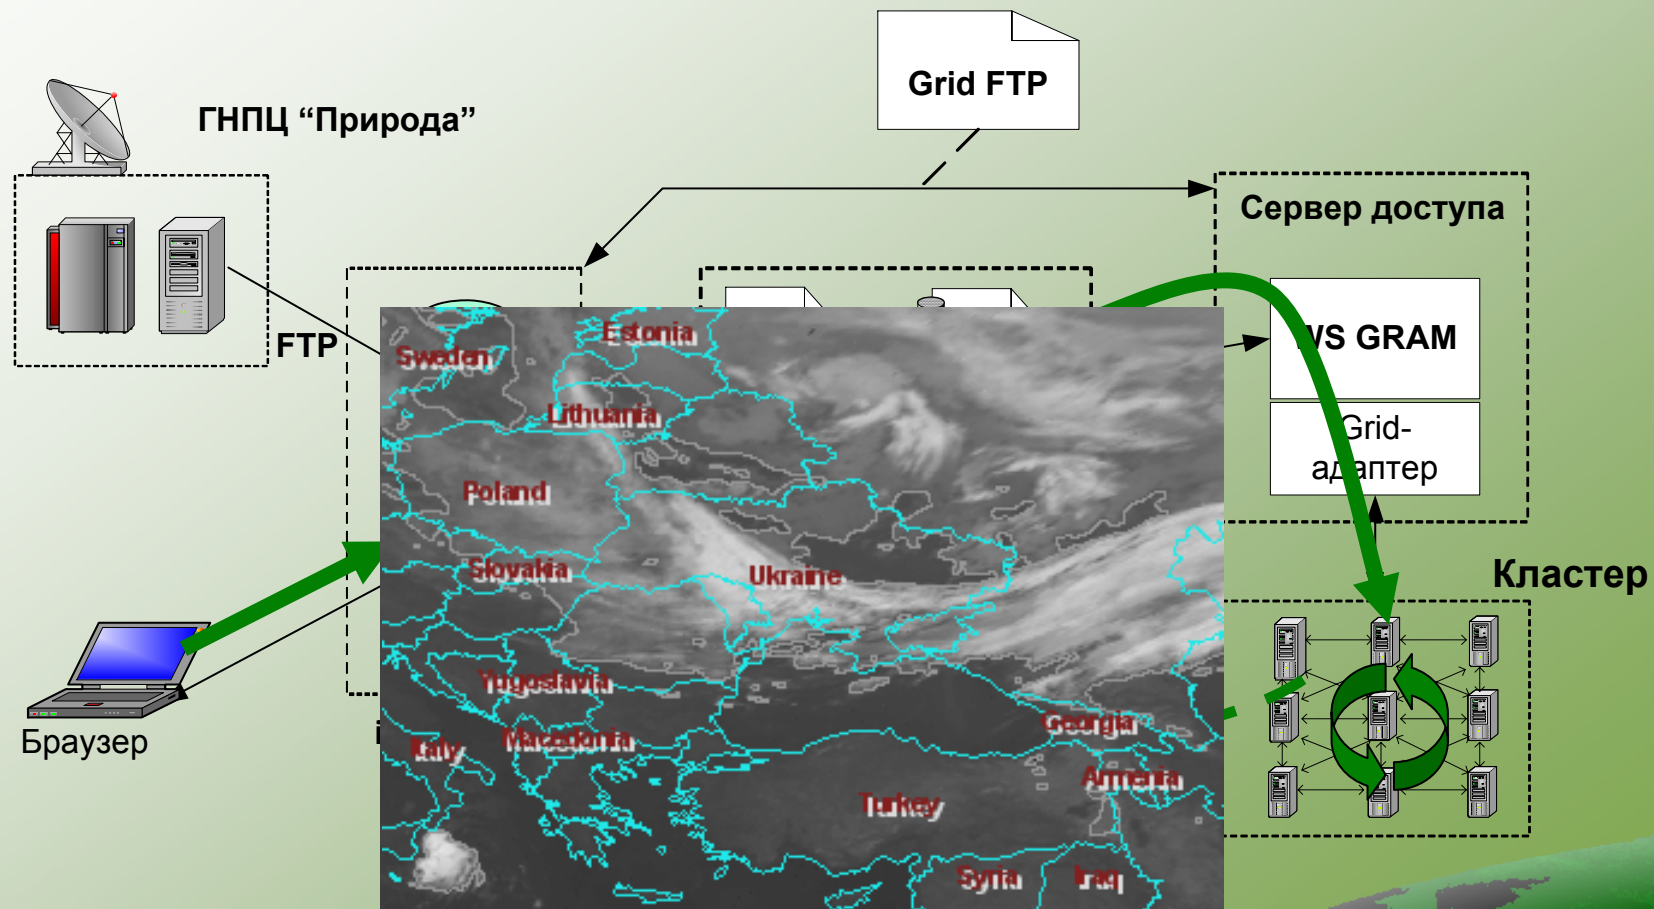 Grid FTP
ГНПЦ “Природа”
Сервер доступа
FTP
WS GRAM
Grid-
адаптер
Кластер
Браузер
Estonia
Sweden
Lithuania
Poland
Slovakia
Ukraine
Yugoslavia
Macedonia
Italy
Georgia
Armenia
Turkey
Syria
Iraq